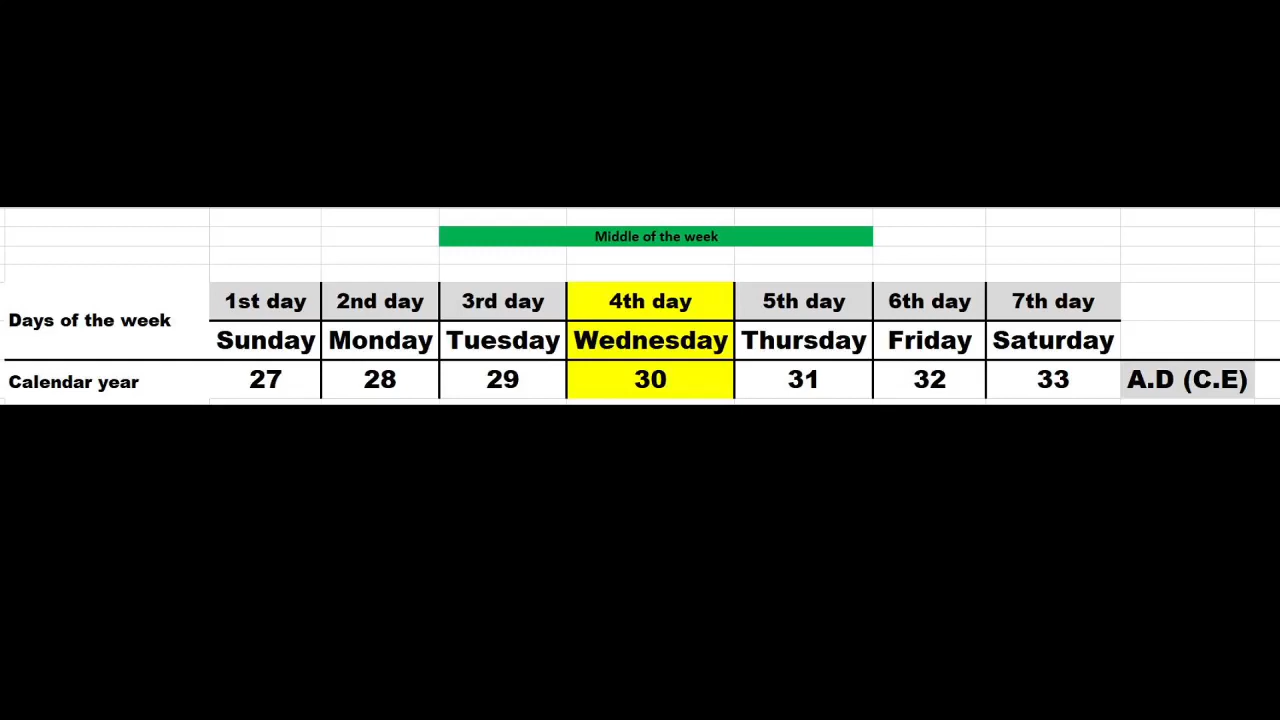 Middle of the week
Days of the week
1st day 2nd day 3rd day 4th day 5th day 6th day 7th day
Sunday Monday Tuesday Wednesday Thursday Friday Saturday
Calendar year 27 28 29 30 31 32 33 A.D (C.E)